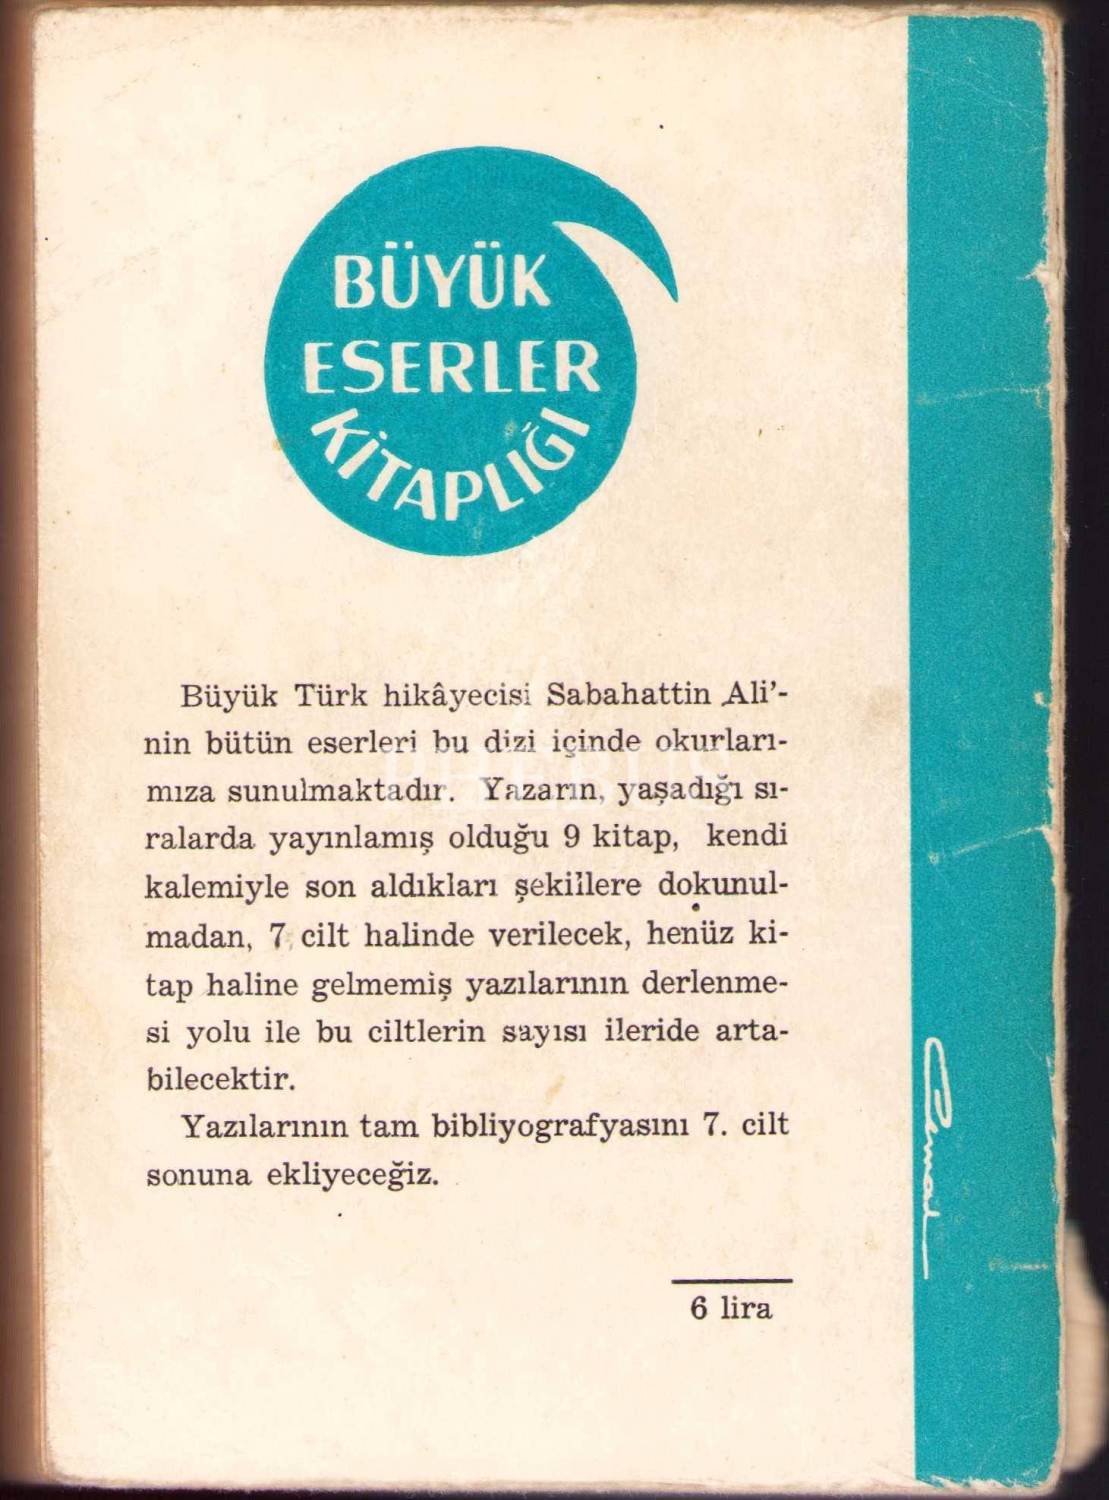 BÜYÜK
ESERLER
KİTAPLIĞI
Büyük Türk hikâyecisi Sabahattin Ali'-
nin bütün eserleri bu dizi içinde okurları-
mıza sunulmaktadır. Yazarın, yaşadığı sı-
ralarda yayınlamış olduğu 9 kitap, kendi
kalemiyle son aldıkları şekillere dokunul-
madan, 7 cilt halinde verilecek, henüz ki-
tap haline gelmemiş yazılarının derlenme-
si yolu ile bu ciltlerin sayısı ileride arta-
bilecektir.
Yazılarının tam bibliyografyasını 7. cilt
sonuna ekliyeceğiz.
6 lira